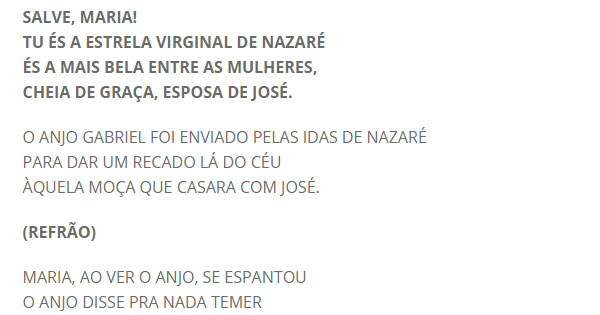 SALVE, MARIA!
TU ÉS A ESTRELA VIRGINAL DE NAZARÉ
ÉS A MAIS BELA ENTRE AS MULHERES,
CHEIA DE GRAÇA, ESPOSA DE JOSÉ.
O ANJO GABRIEL FOI ENVIADO PELAS IDAS DE NAZARÉ
PARA DAR UM RECADO LÁ DO CÉU
ÀQUELA MOÇA QUE CASARA COM JOSÉ.
(REFRÃO)
MARIA, AO VER O ANJO, SE ESPANTOU
O ANJO DISSE PRA NADA TEMER